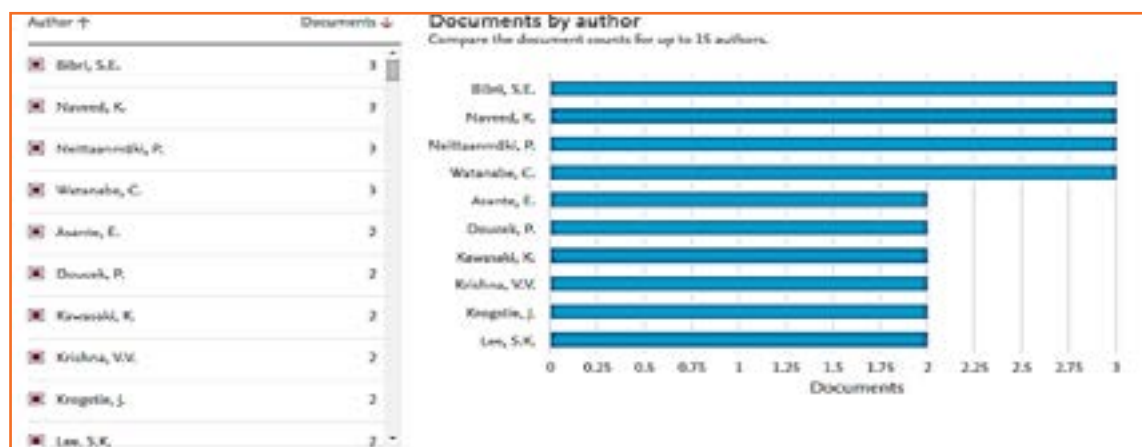 Author ↑ Documents ↓
Bibri, S.E. 3
Naveed, K. 3
Neittaanmäki, P. 3
Watanabe, C. 3
Asante, E. 2
Doucek, P. 2
Kawasaki, K. 2
Krishna, V.V. 2
Krogstie, J. 2
Lee, S.K. 2
Documents by author
Compare the document counts for up to 15 authors.
Bibri, S.E.
Naveed, K.
Neittaanmäki, P.
Watanabe, C.
Asante, E.
Doucek, P.
Kawasaki, K.
Krishna, V.V.
Krogstie, J.
Lee, S.K.
0 0.25 0.5 0.75 1 1.25 1.5 1.75 2 2.25 2.5 2.75 3
Documents